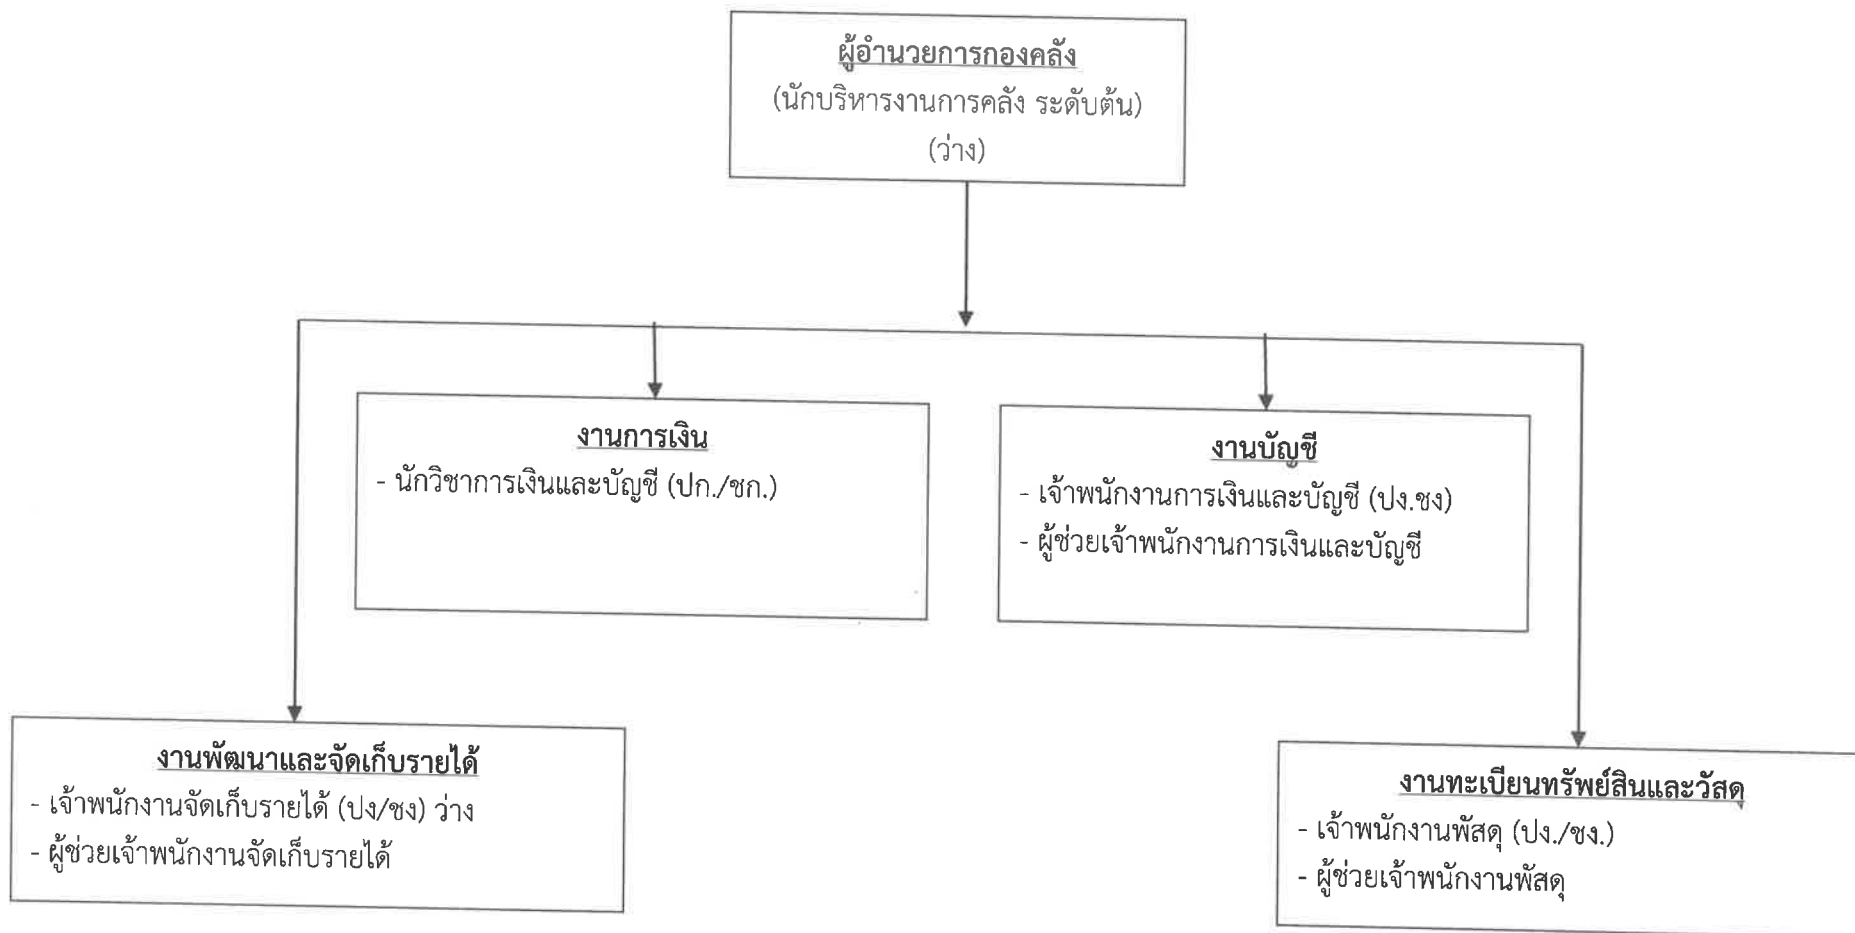 ผู้อำนวยการกองคลัง
(นักบริหารงานการคลัง ระดับต้น)
(ว่าง)
งานการเงิน
- นักวิชาการเงินและบัญชี (ปก./ชก.)
งานบัญชี
- เจ้าพนักงานการเงินและบัญชี (ปง.ชง)
- ผู้ช่วยเจ้าพนักงานการเงินและบัญชี
งานพัฒนาและจัดเก็บรายได้
- เจ้าพนักงานจัดเก็บรายได้ (ปง/ชง) ว่าง
- ผู้ช่วยเจ้าพนักงานจัดเก็บรายได้
งานทะเบียนทรัพย์สินและวัสดุ
- เจ้าพนักงานพัสดุ (ปง./ชง.)
- ผู้ช่วยเจ้าพนักงานพัสดุ